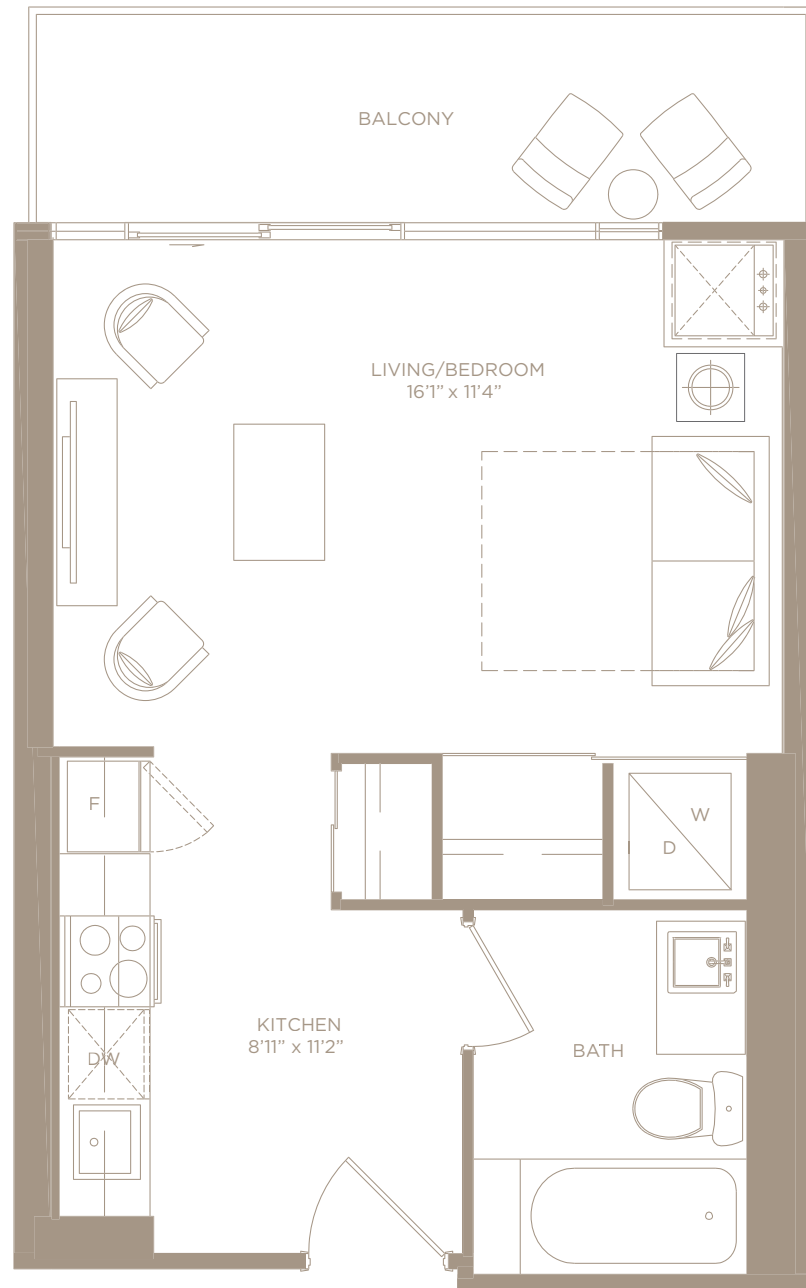 BALCONY
LIVING/BEDROOM
16’1” x 11’4”
F
W
D
KITCHEN
8’11” x 11’2”
DW
BATH